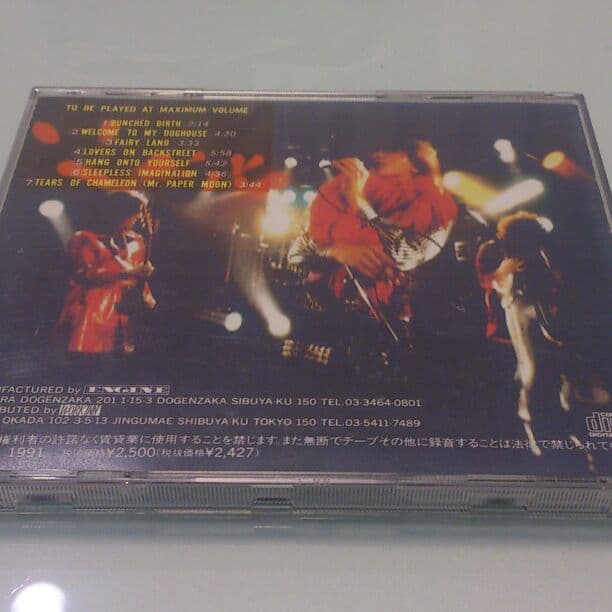 TO BE PLAYED AT MAXIMUM VOLUME
1 BUNCHED BIRTH 2:14
2 WELCOME TO MY DOGHOUSE 4:20
3 FAIRY LAND 3:33
4 LOVERS ON BACKSTREET 5:58
5 HANG ONTO YOURSELF 5:42
6 SLEEPLESS IMAGINATION 4:36
7 TEARS OF CHAMELEON (MR. PAPER MOON) 3:44
UFACTURED by ENGINE
RA DOGENZAKA 201 1-15-3 DOGENZAKA SIBUYA-KU 150 TEL.03-3464-0801
BUTED by
OKADA 102 3-5-13 JINGUMAE SHIBUYA-KU TOKYO 150 TEL.03-5411-7489
権利者の許諾なく賃貸業に使用することを禁じます。また無断でテープその他に録音することは法律で禁じられてい
1991 税込価格¥2,500(税抜価格¥2,427)